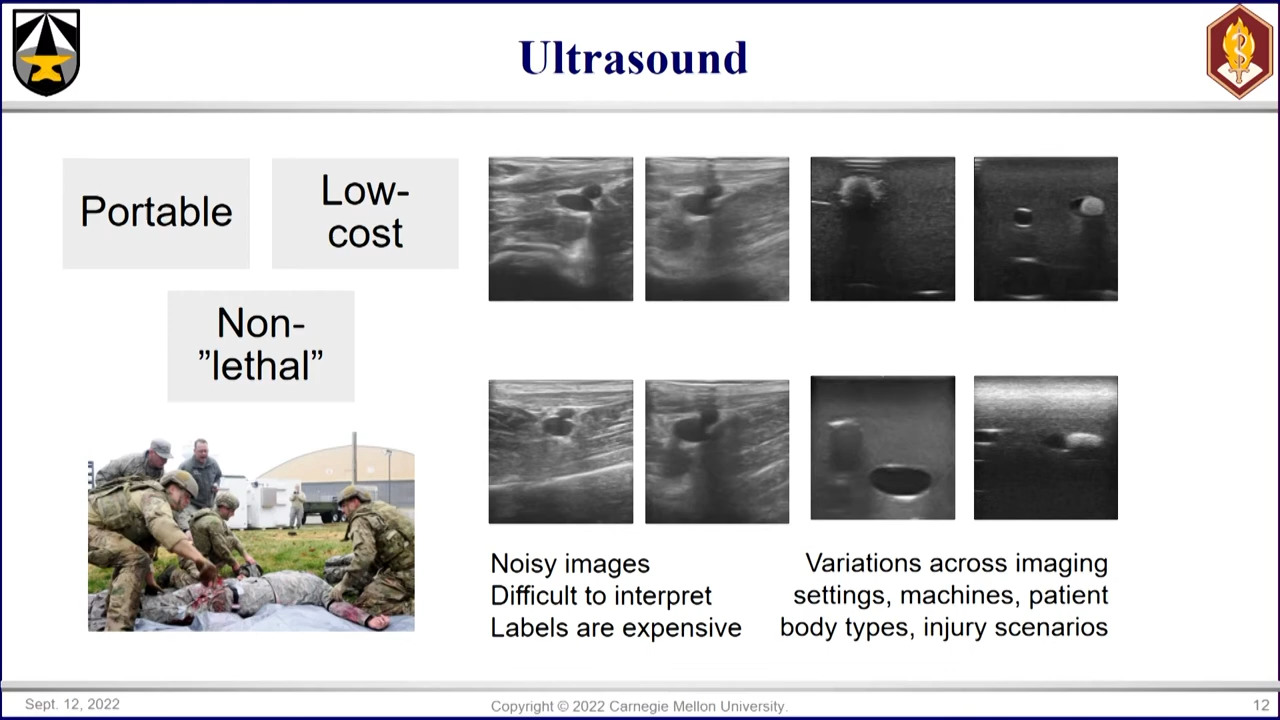 Ultrasound
Portable
Low-
cost
Non-
”lethal”
Noisy images
Difficult to interpret
Labels are expensive
Variations across imaging
settings, machines, patient
body types, injury scenarios
Sept. 12, 2022
Copyright © 2022 Carnegie Mellon University.
12